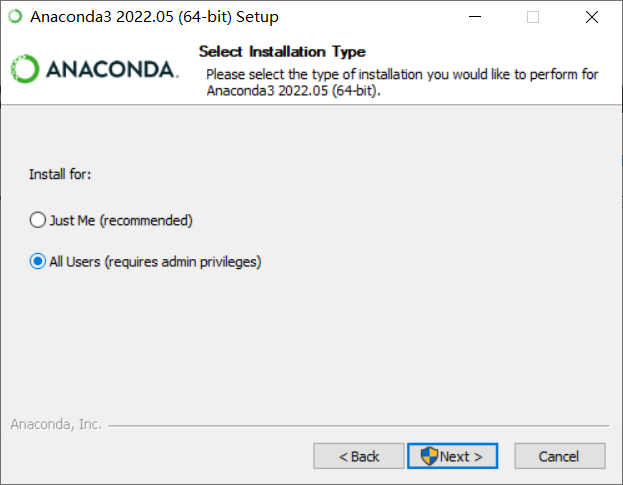 Anaconda3 2022.05 (64-bit) Setup
Select Installation Type
ANACONDA.
Please select the type of installation you would like to perform for
Anaconda3 2022.05 (64-bit).
Install for:
Just Me (recommended)
All Users (requires admin privileges)
Anaconda, Inc.
< Back
Next >
Cancel